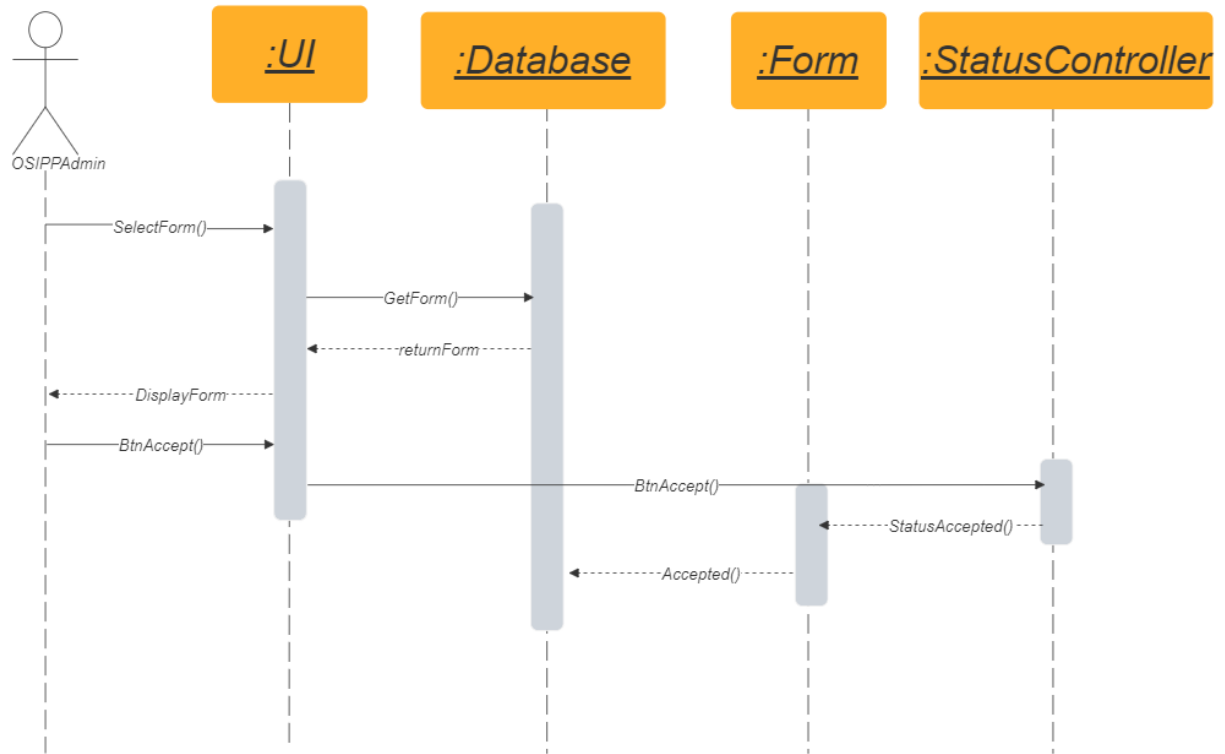 :UI
:Database
:Form
:StatusController
OSIPPAdmin
SelectForm()
GetForm()
returnForm
DisplayForm
BtnAccept()
BtnAccept()
StatusAccepted()
Accepted()